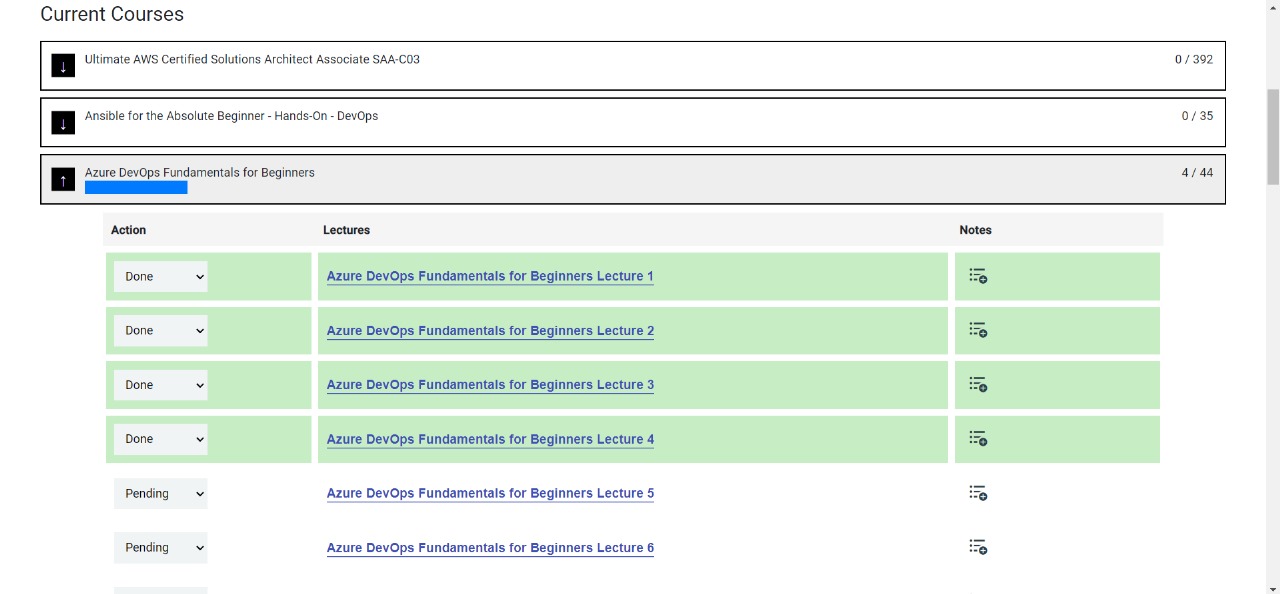 Current Courses
↓ Ultimate AWS Certified Solutions Architect Associate SAA-C03 0 / 392
↓ Ansible for the Absolute Beginner - Hands-On - DevOps 0 / 35
↑ Azure DevOps Fundamentals for Beginners 4 / 44
Action Lectures Notes
Done Azure DevOps Fundamentals for Beginners Lecture 1
Done Azure DevOps Fundamentals for Beginners Lecture 2
Done Azure DevOps Fundamentals for Beginners Lecture 3
Done Azure DevOps Fundamentals for Beginners Lecture 4
Pending Azure DevOps Fundamentals for Beginners Lecture 5
Pending Azure DevOps Fundamentals for Beginners Lecture 6